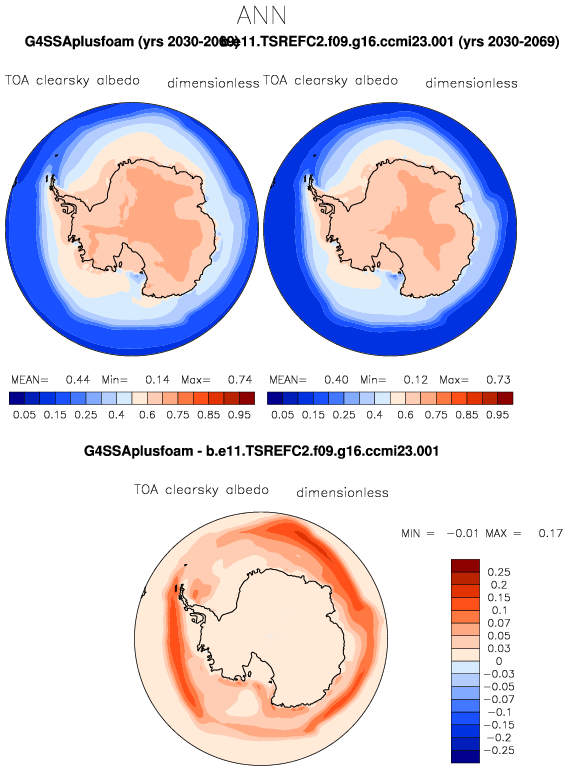 ANN
G4SSAplusfoam (yrs 2030-2069) b.e11.TSREFC2.f09.g16.ccmi23.001 (yrs 2030-2069)
TOA clearsky albedo dimensionless TOA clearsky albedo dimensionless
MEAN= 0.44 Min= 0.14 Max= 0.74 MEAN= 0.40 Min= 0.12 Max= 0.73
0.05 0.15 0.25 0.4 0.6 0.75 0.85 0.95 0.05 0.15 0.25 0.4 0.6 0.75 0.85 0.95
G4SSAplusfoam - b.e11.TSREFC2.f09.g16.ccmi23.001
TOA clearsky albedo dimensionless
MIN = -0.01 MAX = 0.17
0.25
0.2
0.15
0.1
0.07
0.05
0.03
0
-0.03
-0.05
-0.07
-0.1
-0.15
-0.2
-0.25